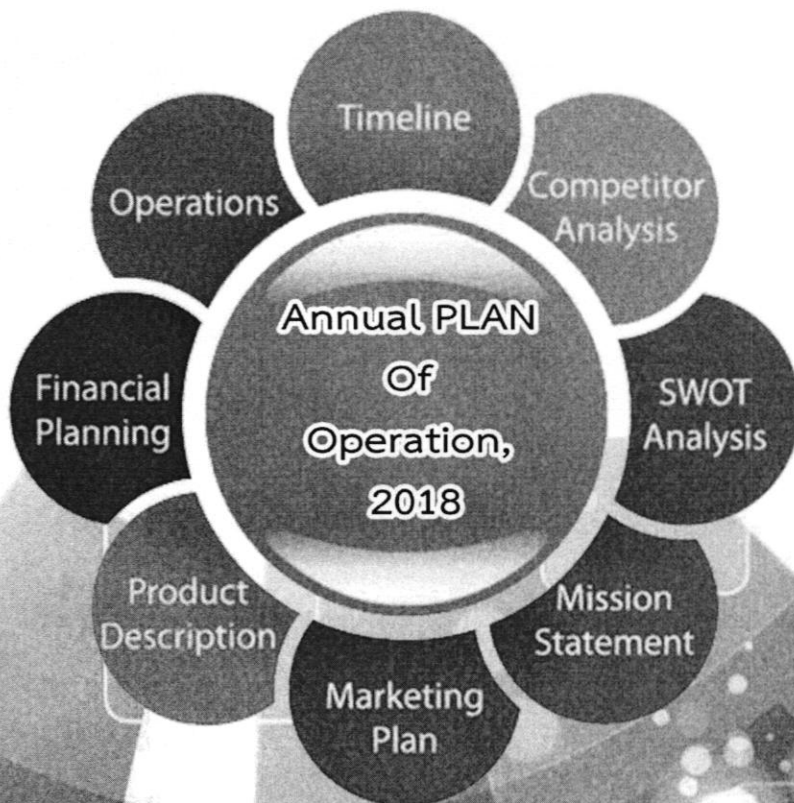 Timeline
Competitor
Analysis
SWOT
Analysis
Mission
Statement
Marketing
Plan
Product
Description
Financial
Planning
Operations
Annual PLAN
Of
Operation,
2018